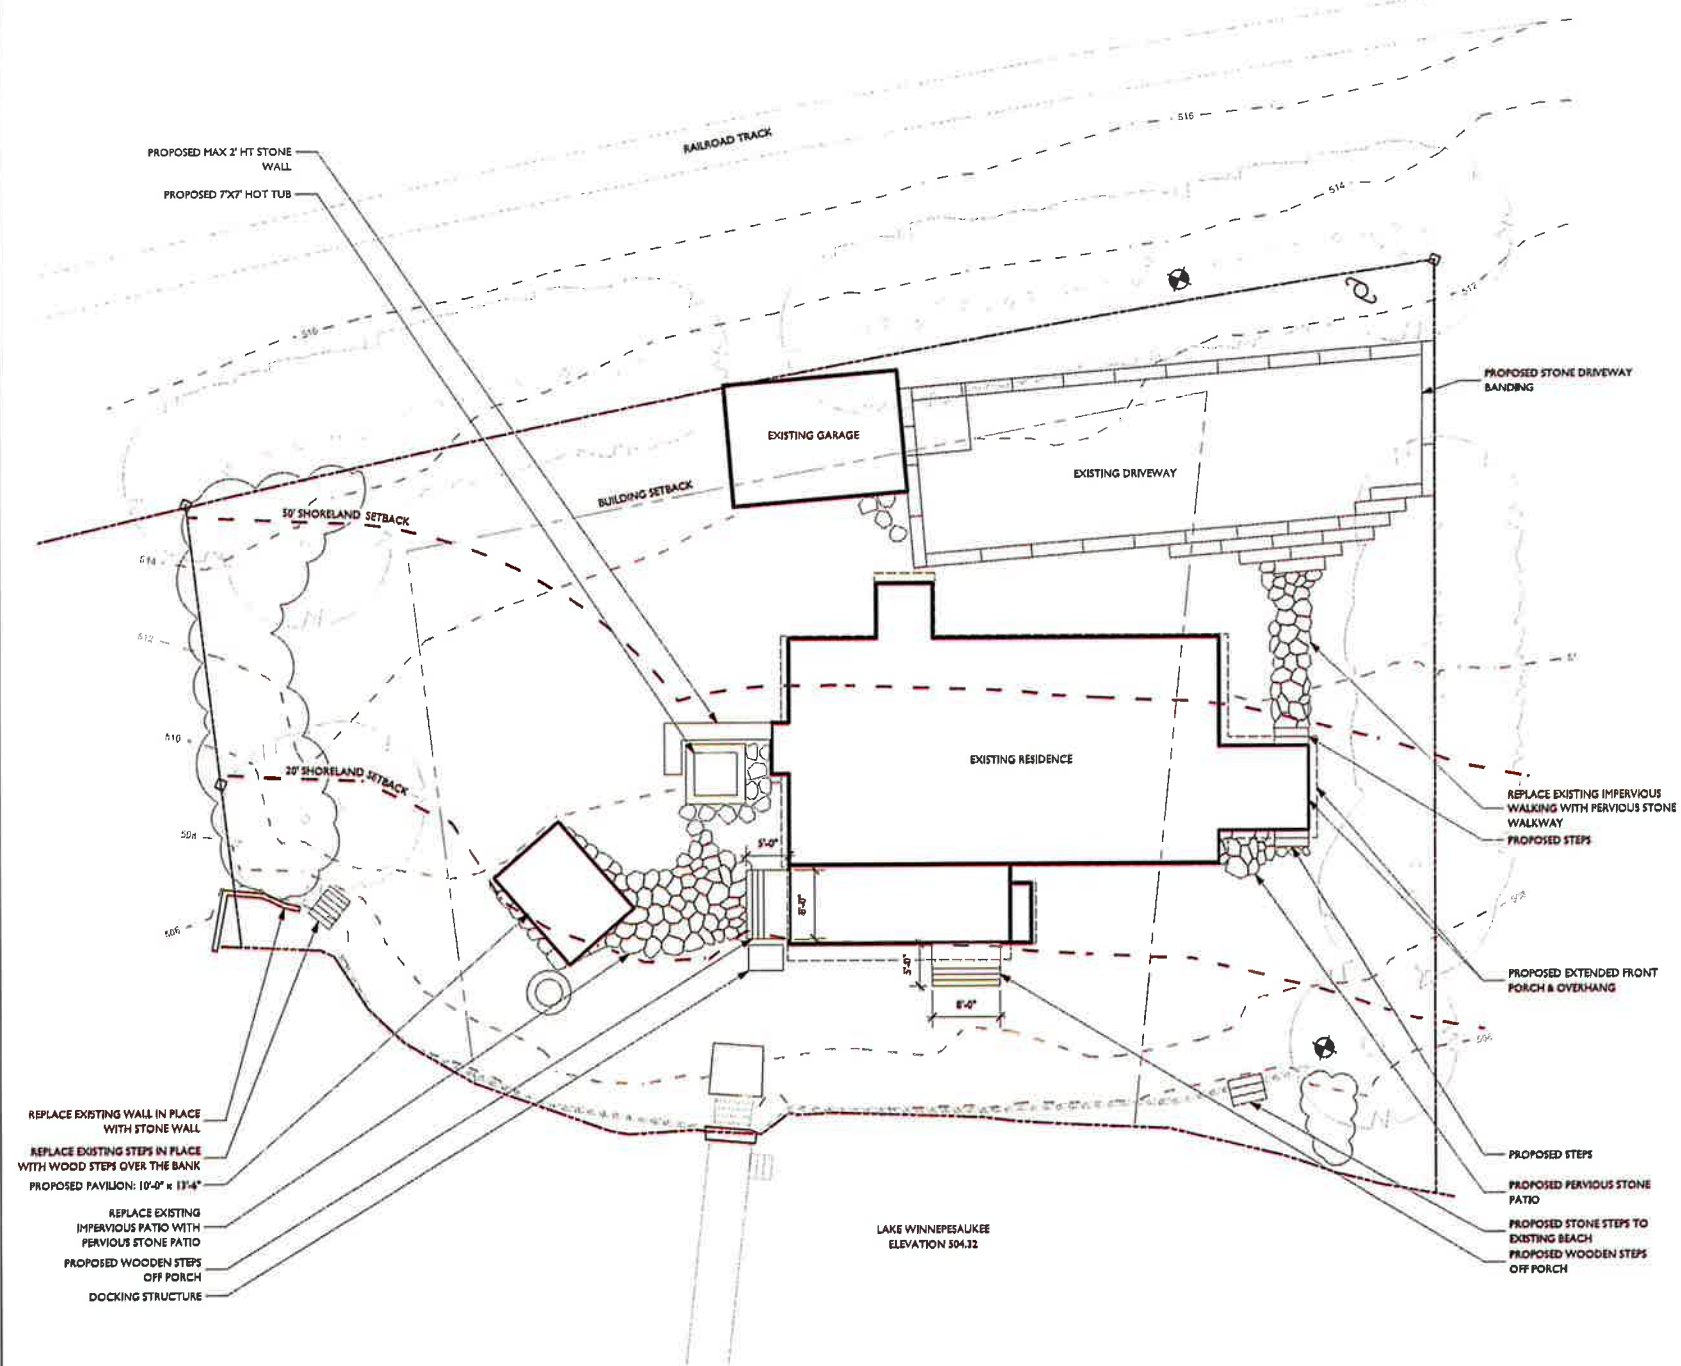 RAILROAD TRACK
516
514
512
PROPOSED MAX 2' HT STONE
WALL
PROPOSED 7'X7' HOT TUB
516
PROPOSED STONE DRIVEWAY
BANDING
EXISTING GARAGE
EXISTING DRIVEWAY
BUILDING SETBACK
50' SHORELAND SETBACK
514
512
510
20' SHORELAND SETBACK
EXISTING RESIDENCE
REPLACE EXISTING IMPERVIOUS
WALKING WITH PERVIOUS STONE
WALKWAY
PROPOSED STEPS
508
5'-0"
8'-0"
506
5'-0"
8'-0"
PROPOSED EXTENDED FRONT
PORCH & OVERHANG
506
REPLACE EXISTING WALL IN PLACE
WITH STONE WALL
REPLACE EXISTING STEPS IN PLACE
WITH WOOD STEPS OVER THE BANK
PROPOSED PAVILION: 10'-0" x 13'-4"
REPLACE EXISTING
IMPERVIOUS PATIO WITH
PERVIOUS STONE PATIO
PROPOSED WOODEN STEPS
OFF PORCH
DOCKING STRUCTURE
LAKE WINNEPESAUKEE
ELEVATION 504.32
PROPOSED STEPS
PROPOSED PERVIOUS STONE
PATIO
PROPOSED STONE STEPS TO
EXISTING BEACH
PROPOSED WOODEN STEPS
OFF PORCH